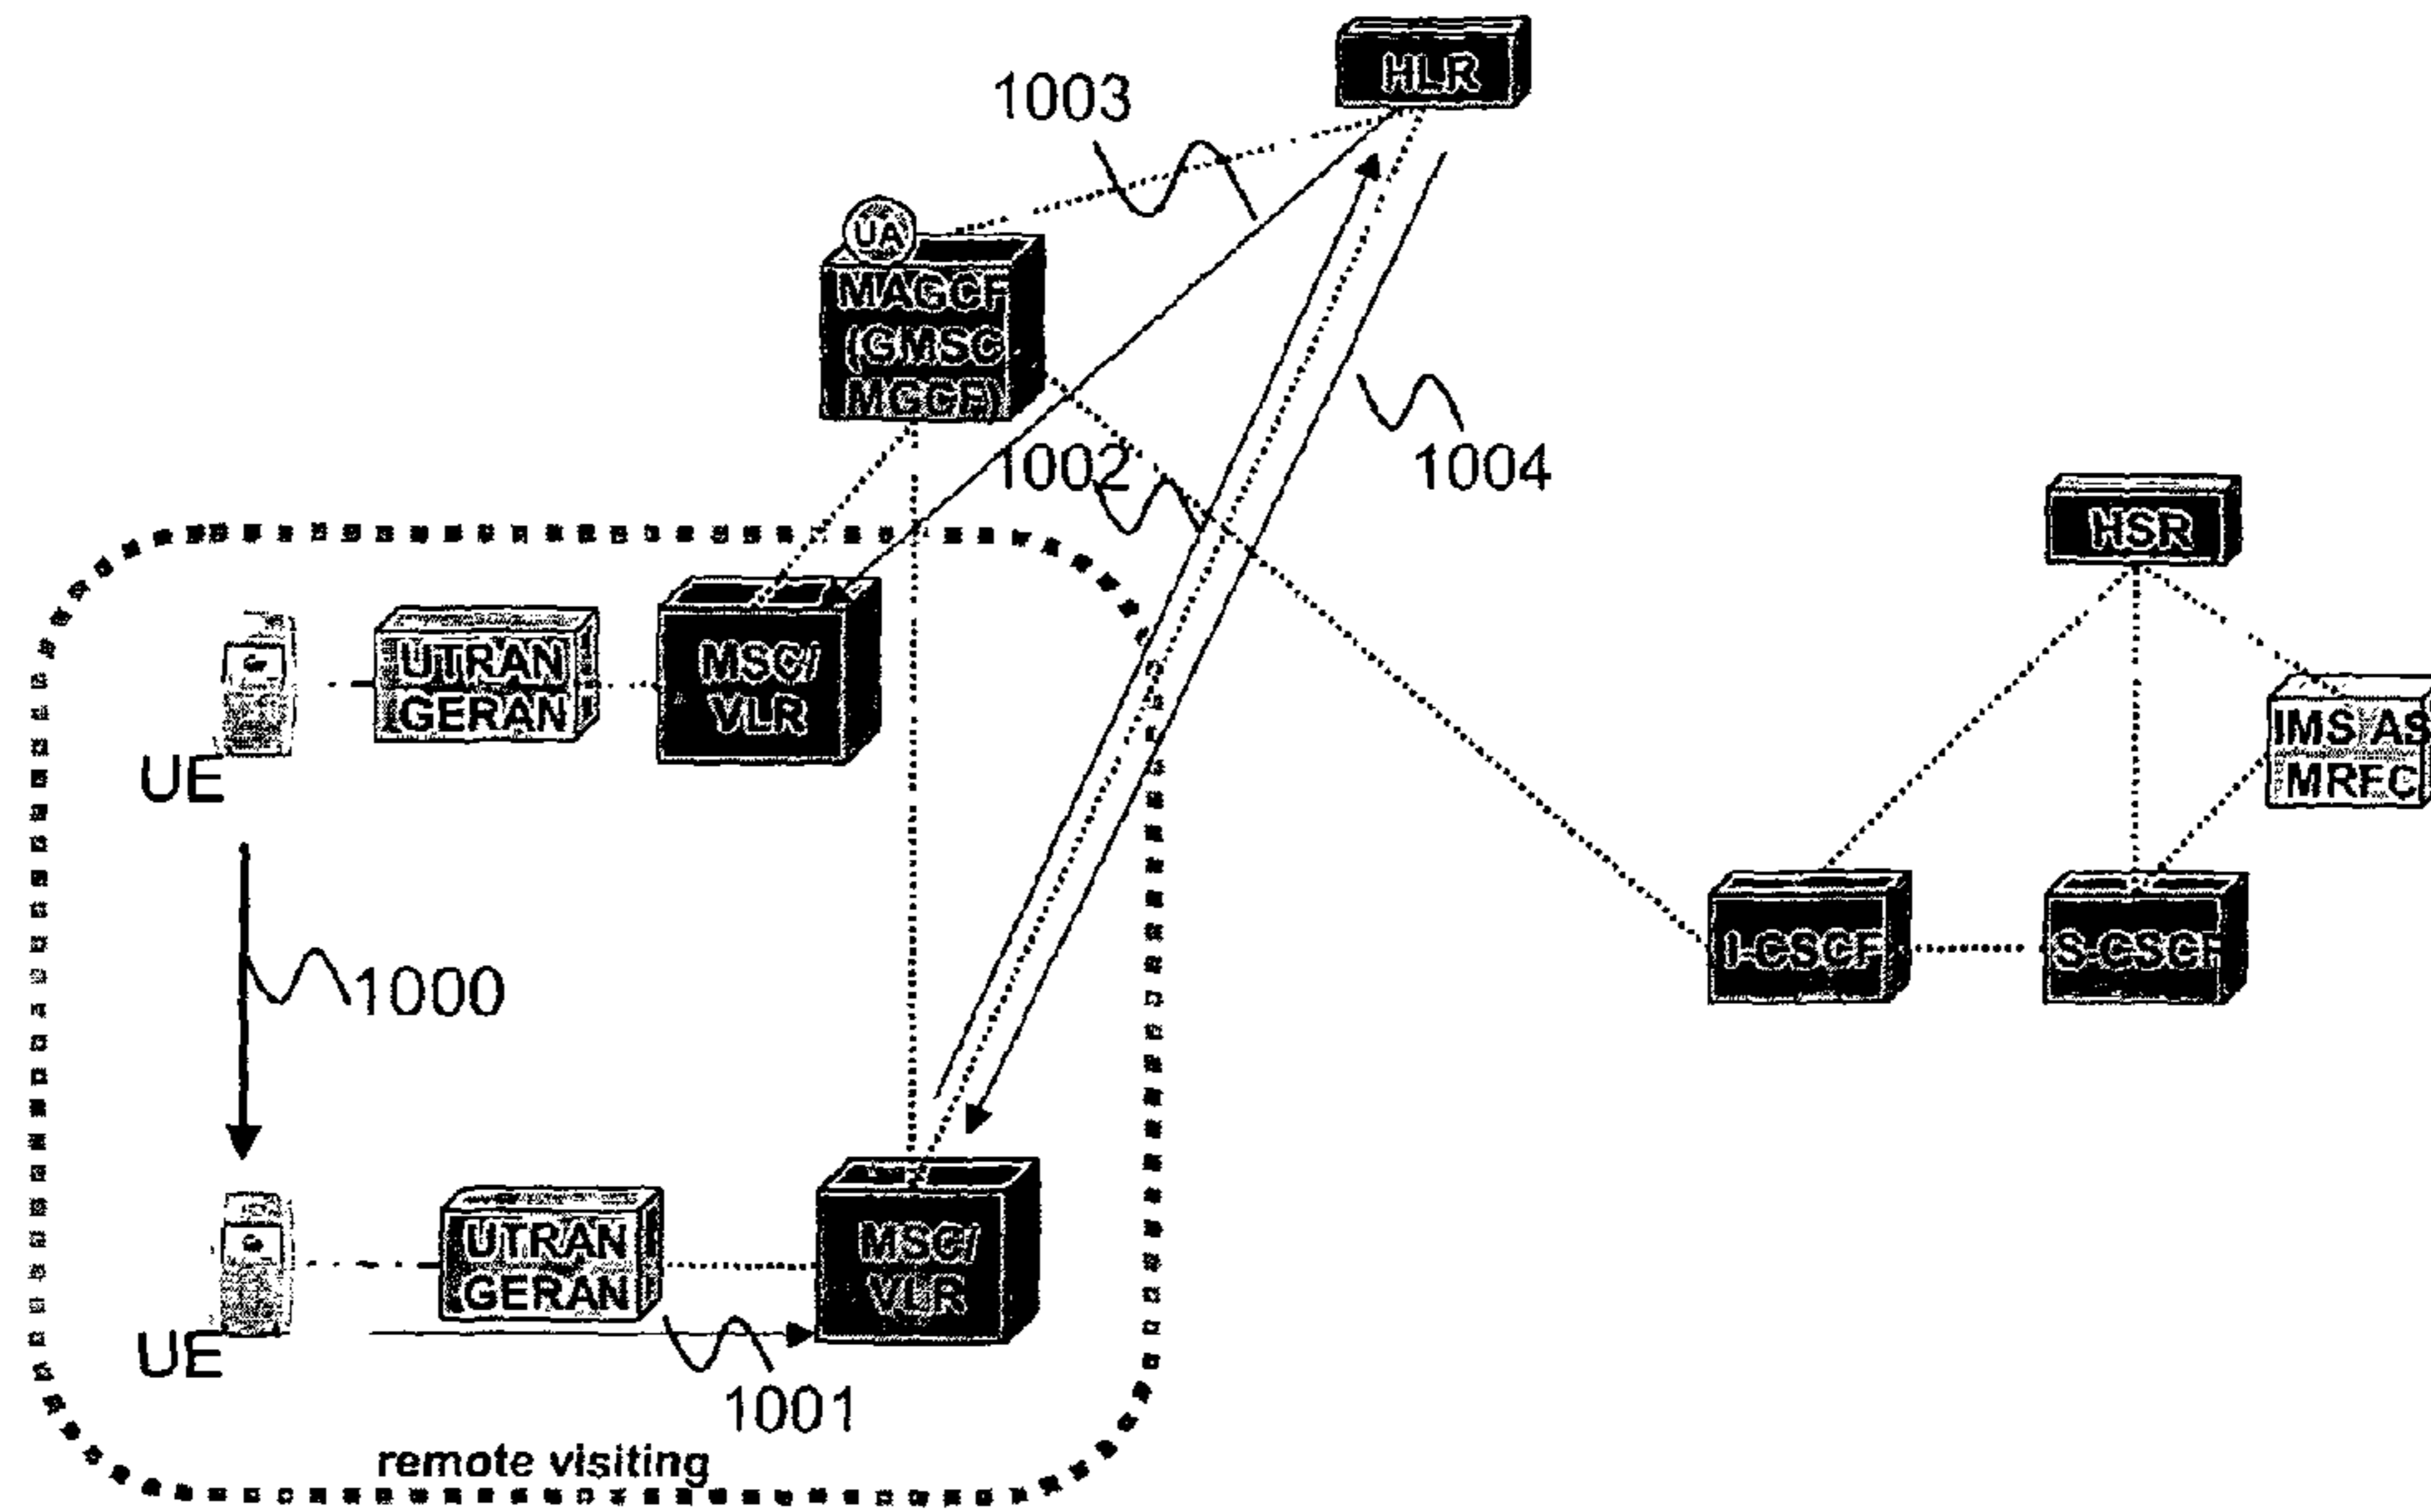 HLR
1003
UA
MAGCF
(GMSC
MGCF)
1002
1004
HSR
UTRAN
GERAN
MSC/
VLR
UE
IMS AS
MRFC
I-CSCF
S-CSCF
1000
UTRAN
GERAN
MSC/
VLR
UE
1001
remote visiting